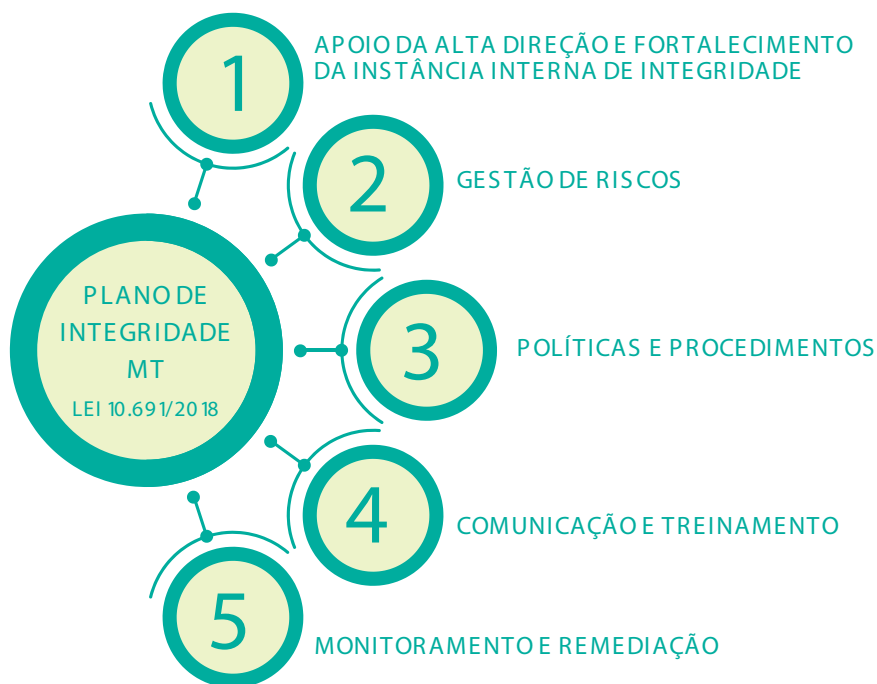 1
APOIO DA ALTA DIREÇÃO E FORTALECIMENTO
DA INSTÂNCIA INTERNA DE INTEGRIDADE
2
GESTÃO DE RISCOS
PLANO DE
INTEGRIDADE
MT
LEI 10.691/2018
3
POLÍTICAS E PROCEDIMENTOS
4
COMUNICAÇÃO E TREINAMENTO
5
MONITORAMENTO E REMEDIAÇÃO